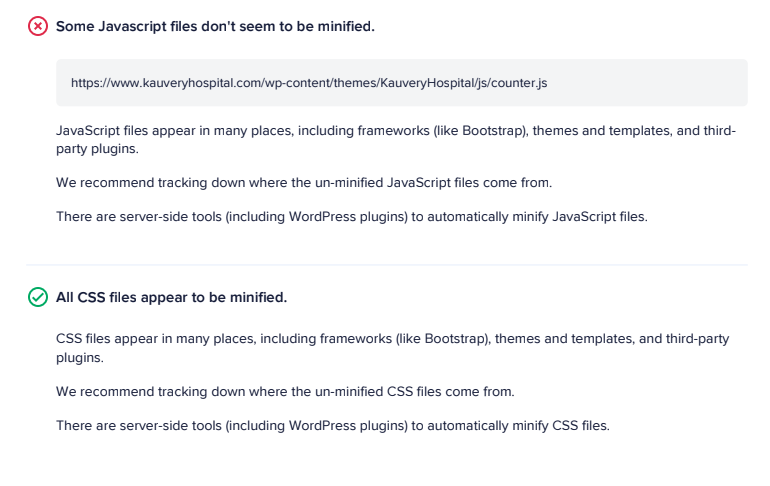 Some Javascript files don't seem to be minified.
https://www.kauveryhospital.com/wp-content/themes/KauveryHospital/js/counter.js
JavaScript files appear in many places, including frameworks (like Bootstrap), themes and templates, and third-
party plugins.
We recommend tracking down where the un-minified JavaScript files come from.
There are server-side tools (including WordPress plugins) to automatically minify JavaScript files.
All CSS files appear to be minified.
CSS files appear in many places, including frameworks (like Bootstrap), themes and templates, and third-party
plugins.
We recommend tracking down where the un-minified CSS files come from.
There are server-side tools (including WordPress plugins) to automatically minify CSS files.